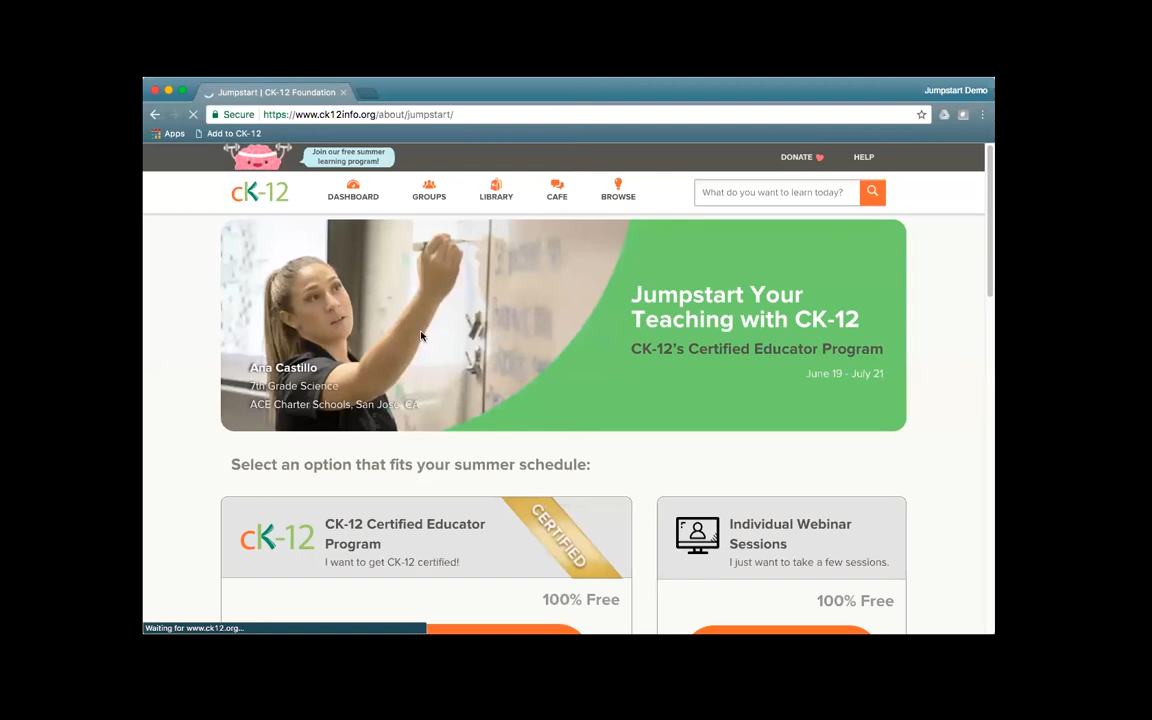 Jumpstart | CK-12 Foundation
Jumpstart Demo
Secure https://www.ck12info.org/about/jumpstart/
Apps Add to CK-12
Join our free summer
learning program!
DONATE HELP
cK-12 DASHBOARD GROUPS LIBRARY CAFE BROWSE What do you want to learn today?
Jumpstart Your
Teaching with CK-12
CK-12's Certified Educator Program
June 19 - July 21
Ana Castillo
7th Grade Science
ACE Charter Schools, San Jose, CA
Select an option that fits your summer schedule:
cK-12
CK-12 Certified Educator
Program
I want to get CK-12 certified!
CERTIFIED
100% Free
Individual Webinar
Sessions
I just want to take a few sessions.
100% Free
Waiting for www.ck12.org...